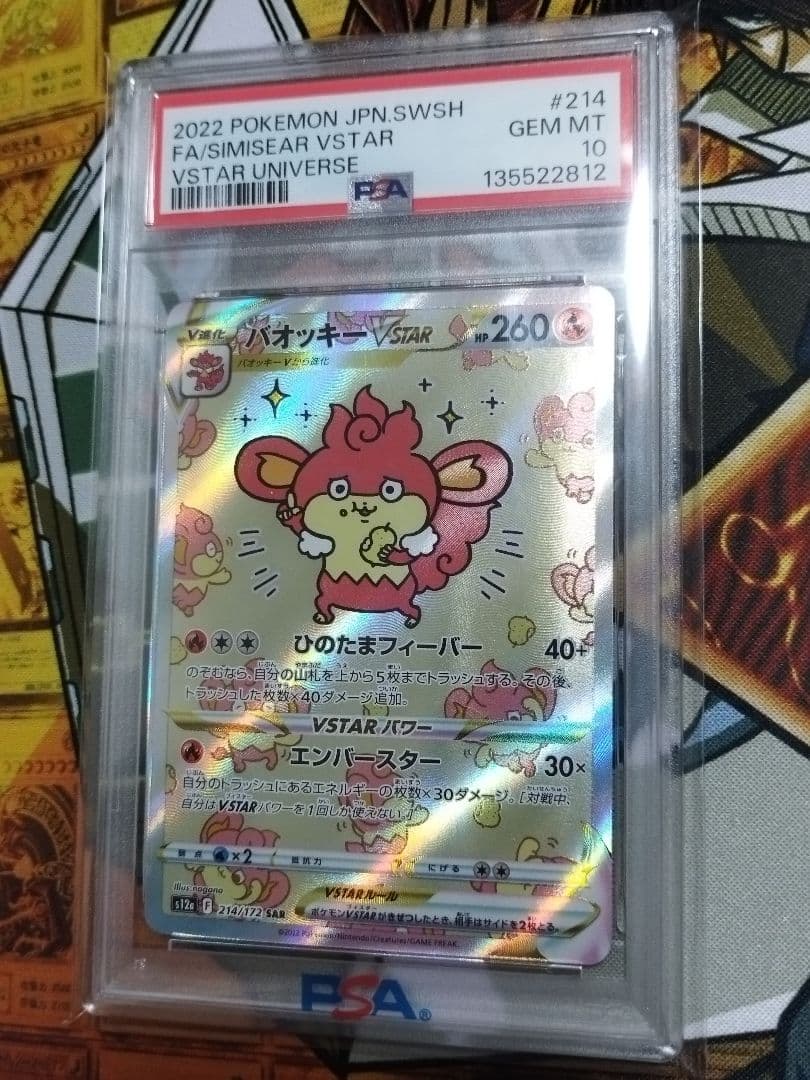 2022 POKEMON JPN.SWSH #214
FA/SIMISEAR VSTAR GEM MT
VSTAR UNIVERSE 10
PSA 135522812
V進化 バオッキーVSTAR HP 260
バオッキーVから進化
ひのたまフィーバー 40+
のぞむなら、自分の山札を上から5枚までトラッシュする。その後、
トラッシュした枚数×40ダメージ追加。
VSTARパワー
エンバースター 30×
自分のトラッシュにあるエネルギーの枚数×30ダメージ。[対戦中、
自分はVSTARパワーを1回しか使えない。]
弱点 ×2 抵抗力 にげる
Illus. nagano
s12a F 214/172 SAR
VSTARルール
ポケモンVSTARがきぜつしたとき、相手はサイドを2枚とる。
©2022 Pokémon/Nintendo/Creatures/GAME FREAK.
PSA®